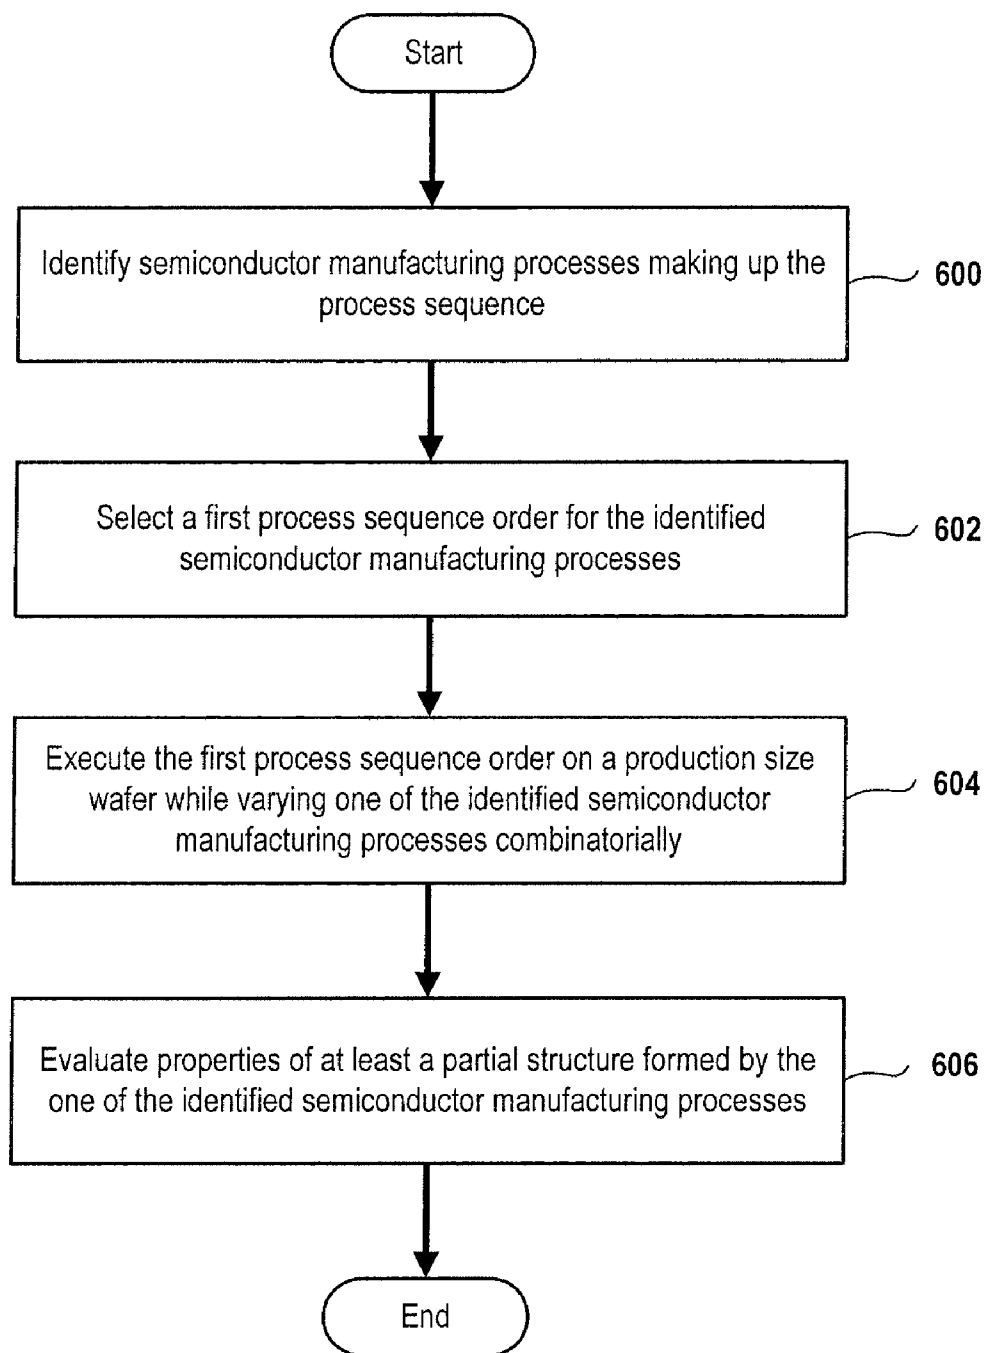 Start
Identify semiconductor manufacturing processes making up the
process sequence
600
Select a first process sequence order for the identified
semiconductor manufacturing processes
602
Execute the first process sequence order on a production size
wafer while varying one of the identified semiconductor
manufacturing processes combinatorially
604
Evaluate properties of at least a partial structure formed by the
one of the identified semiconductor manufacturing processes
606
End